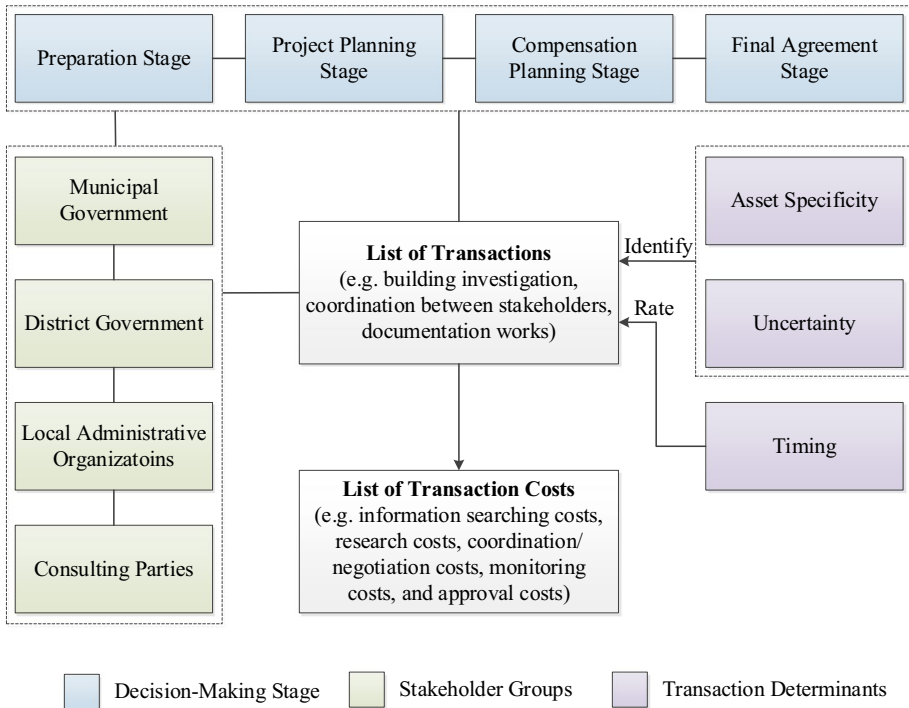 Preparation Stage
Project Planning
Stage
Compensation
Planning Stage
Final Agreement
Stage
Municipal
Government
District Government
Local Administrative
Organizatoins
Consulting Parties
List of Transactions
(e.g. building investigation,
coordination between stakeholders,
documentation works)
Identify
Rate
Asset Specificity
Uncertainty
Timing
List of Transaction Costs
(e.g. information searching costs,
research costs, coordination/
negotiation costs, monitoring
costs, and approval costs)
Decision-Making Stage
Stakeholder Groups
Transaction Determinants